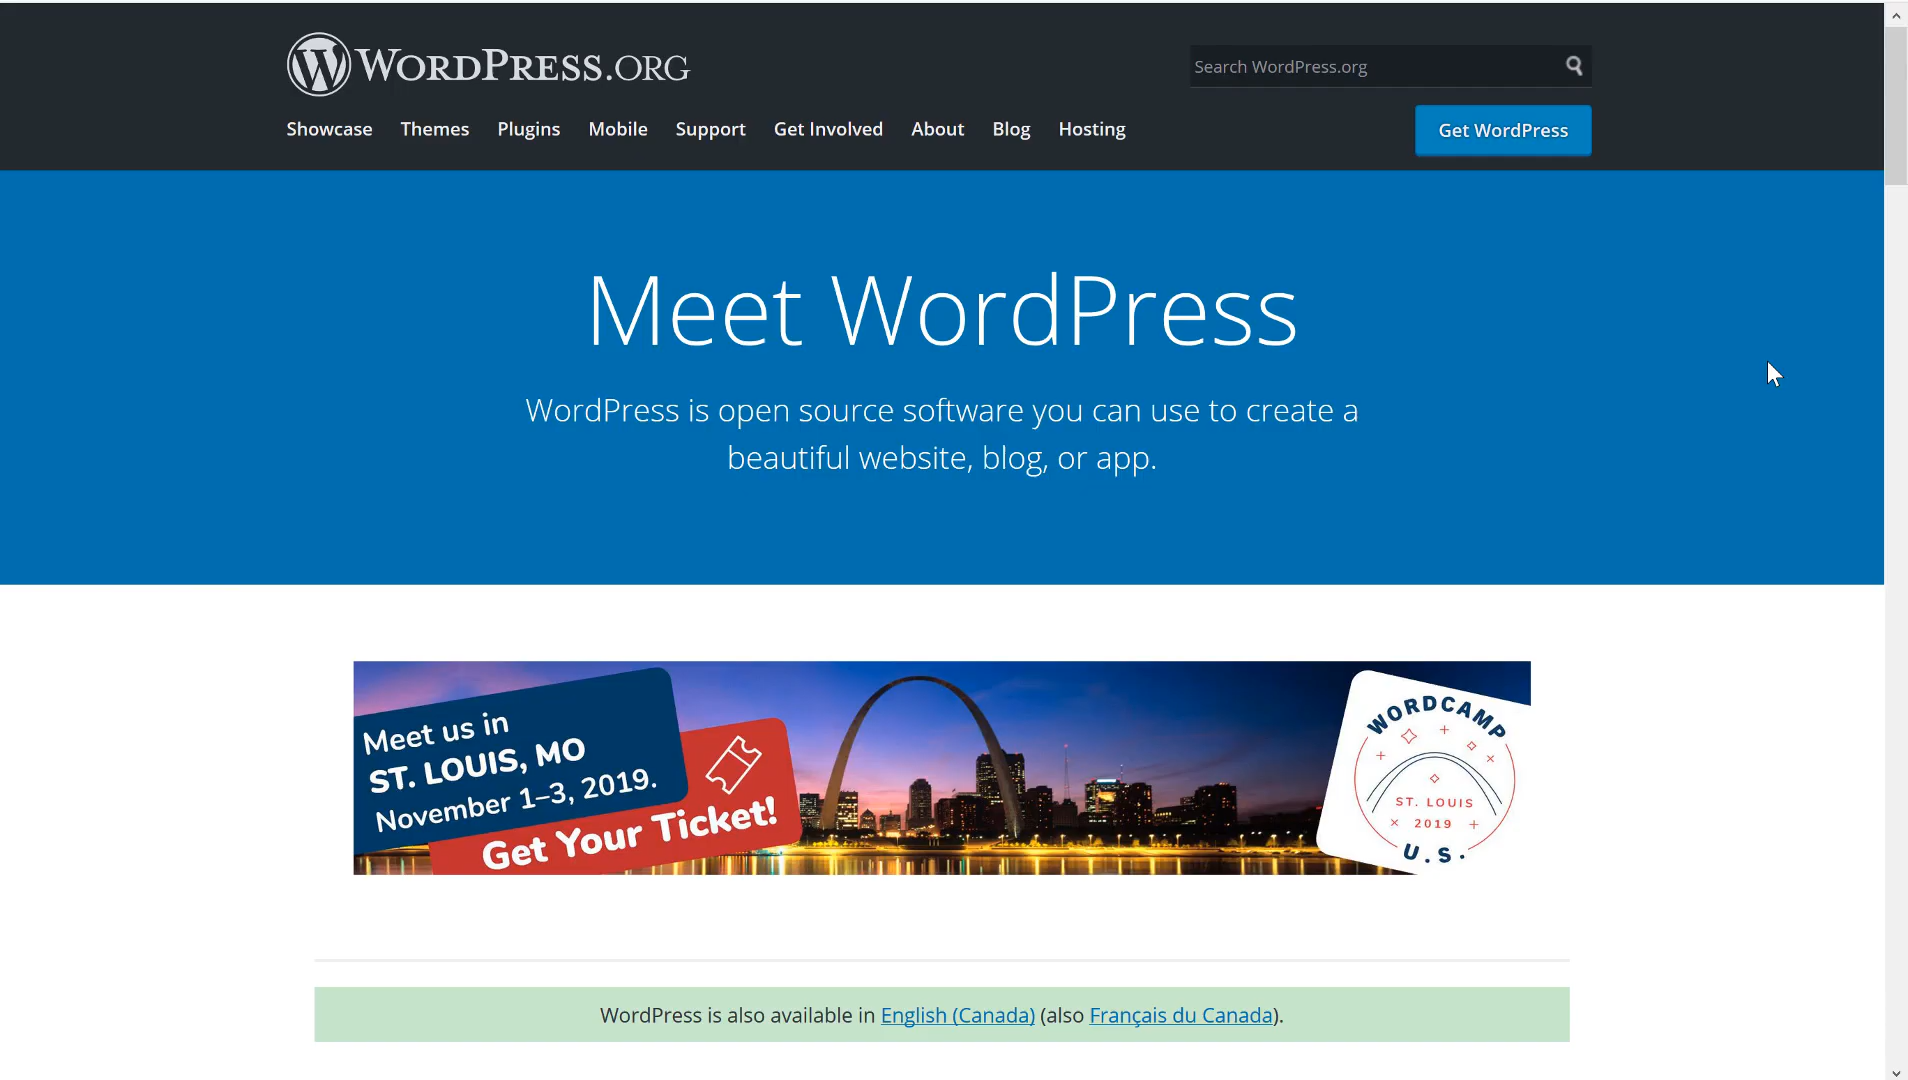 WORDPRESS.ORG
Search WordPress.org
Showcase Themes Plugins Mobile Support Get Involved About Blog Hosting
Get WordPress
Meet WordPress
WordPress is open source software you can use to create a
beautiful website, blog, or app.
Meet us in
ST. LOUIS, MO
November 1–3, 2019.
Get Your Ticket!
WORDCAMP
ST. LOUIS
2019
U.S.
WordPress is also available in English (Canada) (also Français du Canada).